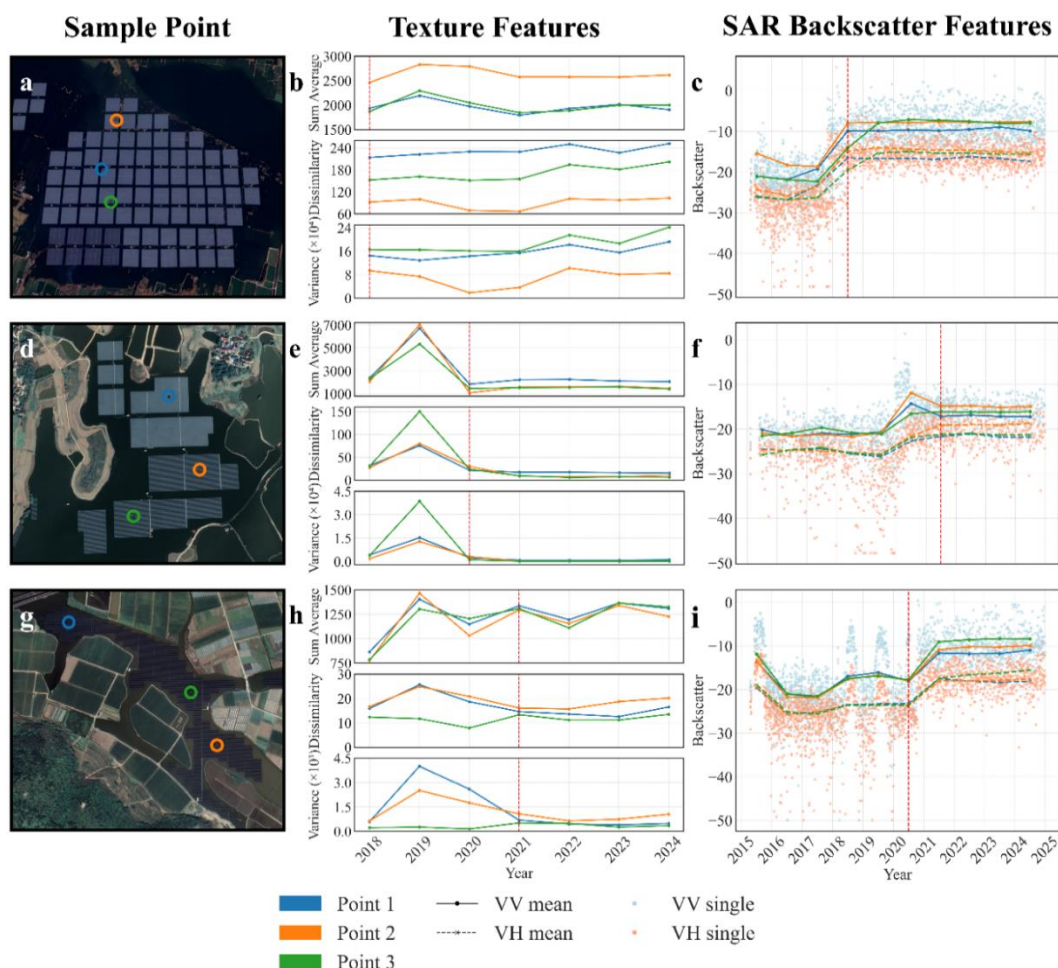 Sample Point
Texture Features
SAR Backscatter Features
a
b
Sum Average
3000
2500
2000
1500
Dissimilarity
240
180
120
60
Variance (×10⁴)
24
16
8
0
c
Backscatter
0
−10
−20
−30
−40
−50
d
e
Sum Average
7000
5000
3000
1000
Dissimilarity
150
100
50
0
Variance (×10⁴)
4.5
3.0
1.5
0.0
f
Backscatter
0
−10
−20
−30
−40
−50
g
h
Sum Average
1500
1250
1000
750
Dissimilarity
30
20
10
0
4.5
3.0
1.5
0.0
2018
2019
2020
2021
2022
2023
2024
Year
i
Backscatter
0
−10
−20
−30
−40
−50
2015
2016
2017
2018
2019
2020
2021
2022
2023
2024
2025
Year
Point 1
VV mean
VV single
Point 2
VH mean
VH single
Point 3